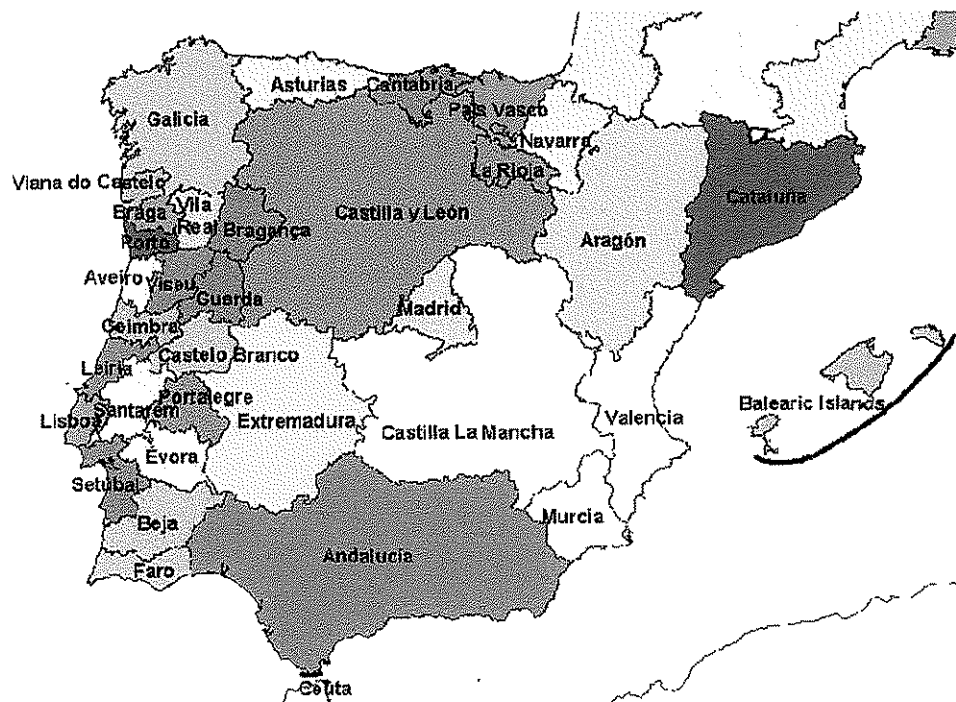 Asturias
Cantabria
País Vasco
Galicia
Navarra
La Rioja
Viana do Castelo
Vila
Real
Braga
Bragança
Castilla y León
Cataluña
Porto
Aragón
Aveiro
Viseu
Guarda
Madrid
Coimbra
Castelo Branco
Leiria
Portalegre
Santarém
Lisboa
Extremadura
Castilla La Mancha
Valencia
Balearic Islands
Évora
Setubal
Beja
Murcia
Andalucia
Faro
Ceuta